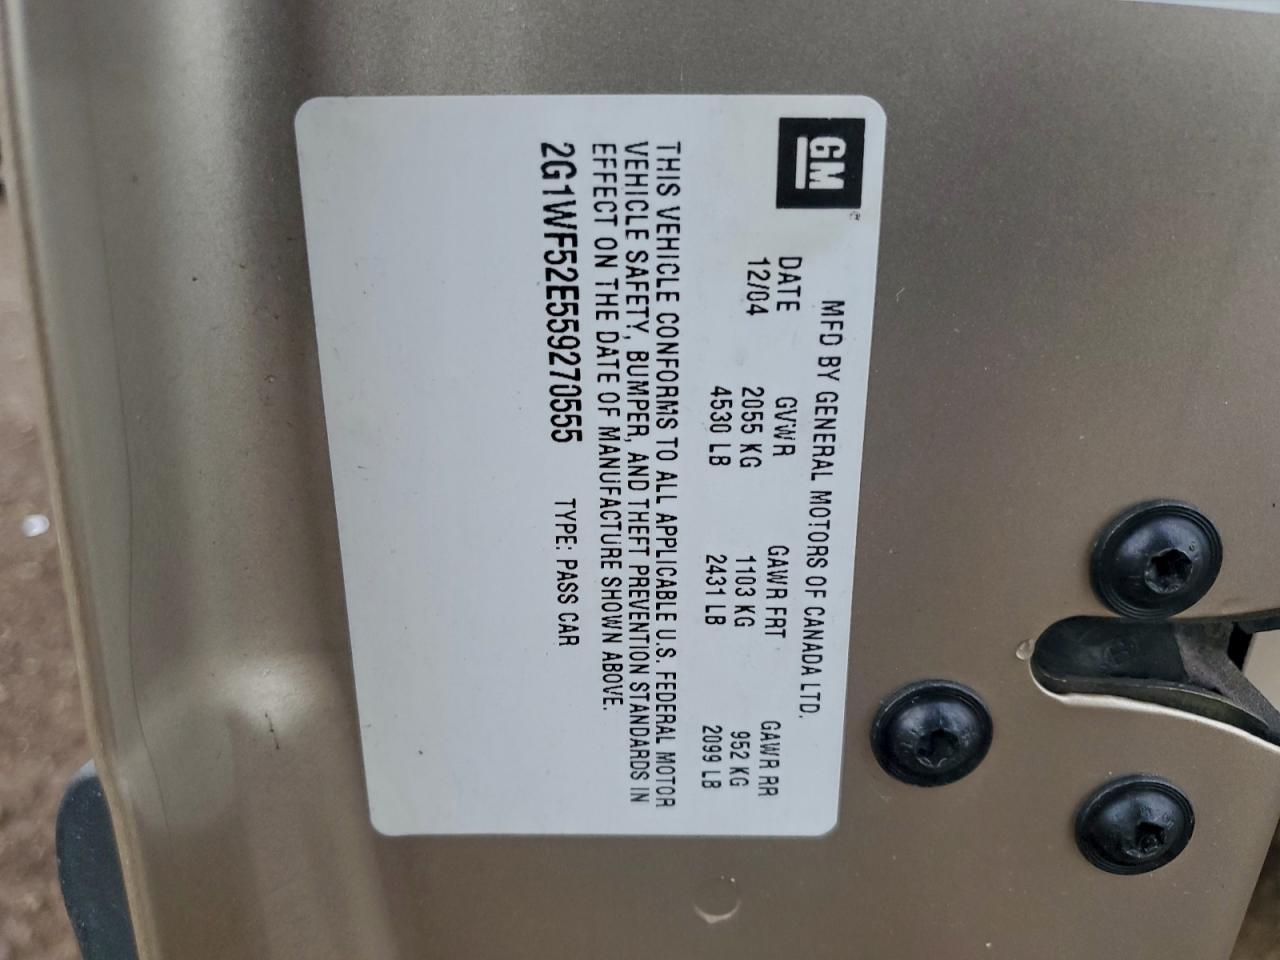 GM
MFD BY GENERAL MOTORS OF CANADA LTD.
DATE GVWR GAWR FRT GAWR RR
12/04 2055 KG 1103 KG 952 KG
4530 LB 2431 LB 2099 LB
THIS VEHICLE CONFORMS TO ALL APPLICABLE U.S. FEDERAL MOTOR
VEHICLE SAFETY, BUMPER, AND THEFT PREVENTION STANDARDS IN
EFFECT ON THE DATE OF MANUFACTURE SHOWN ABOVE.
2G1WF52E559270555 TYPE: PASS CAR